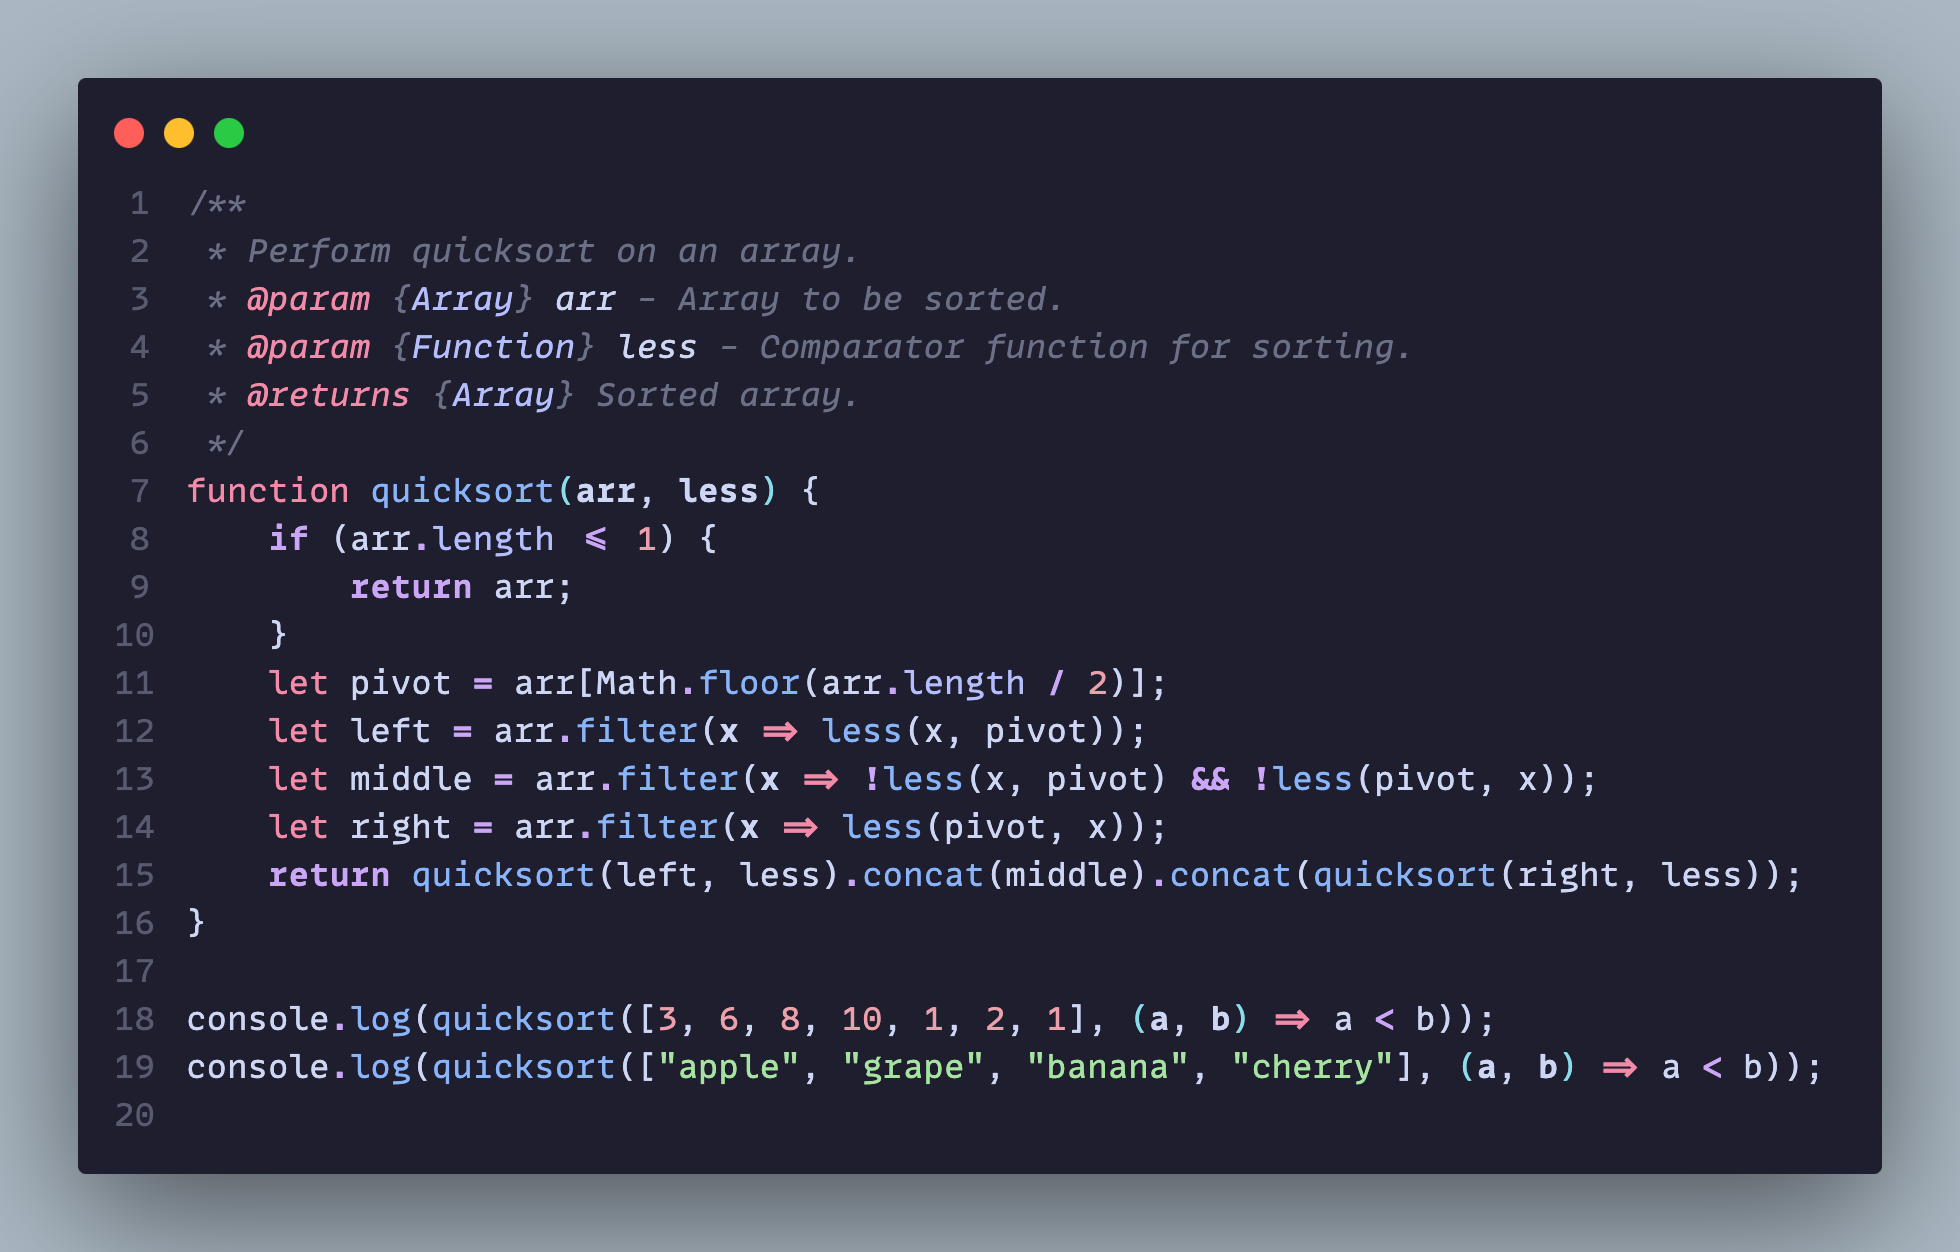 1 /**
2  * Perform quicksort on an array.
3  * @param {Array} arr - Array to be sorted.
4  * @param {Function} less - Comparator function for sorting.
5  * @returns {Array} Sorted array.
6  */
7 function quicksort(arr, less) {
8     if (arr.length <= 1) {
9         return arr;
10     }
11     let pivot = arr[Math.floor(arr.length / 2)];
12     let left = arr.filter(x => less(x, pivot));
13     let middle = arr.filter(x => !less(x, pivot) && !less(pivot, x));
14     let right = arr.filter(x => less(pivot, x));
15     return quicksort(left, less).concat(middle).concat(quicksort(right, less));
16 }
17
18 console.log(quicksort([3, 6, 8, 10, 1, 2, 1], (a, b) => a < b));
19 console.log(quicksort(["apple", "grape", "banana", "cherry"], (a, b) => a < b));
20